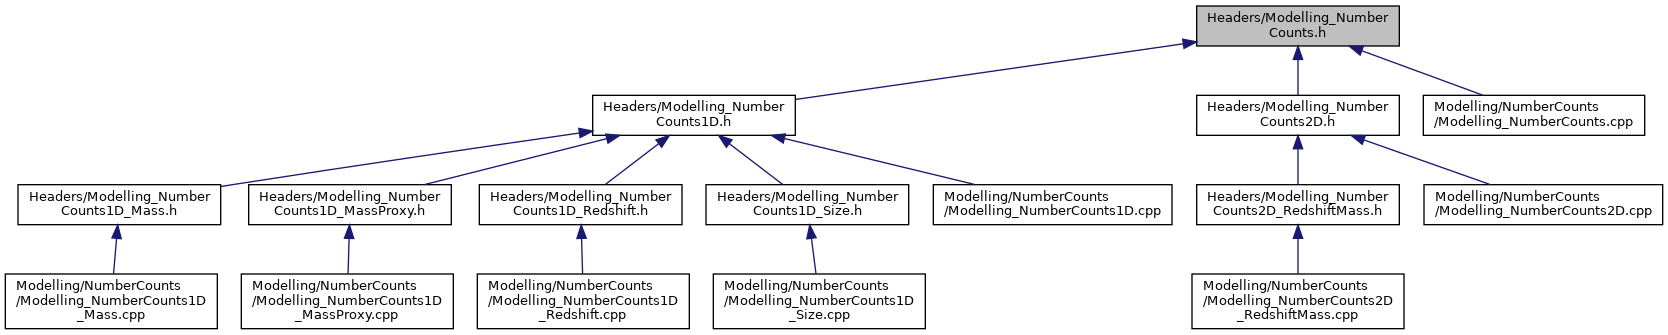 Headers/Modelling_Number
Counts.h
Headers/Modelling_Number
Counts1D.h
Headers/Modelling_Number
Counts2D.h
Modelling/NumberCounts
/Modelling_NumberCounts.cpp
Headers/Modelling_Number
Counts1D_Mass.h
Headers/Modelling_Number
Counts1D_MassProxy.h
Headers/Modelling_Number
Counts1D_Redshift.h
Headers/Modelling_Number
Counts1D_Size.h
Modelling/NumberCounts
/Modelling_NumberCounts1D.cpp
Headers/Modelling_Number
Counts2D_RedshiftMass.h
Modelling/NumberCounts
/Modelling_NumberCounts2D.cpp
Modelling/NumberCounts
/Modelling_NumberCounts1D
_Mass.cpp
Modelling/NumberCounts
/Modelling_NumberCounts1D
_MassProxy.cpp
Modelling/NumberCounts
/Modelling_NumberCounts1D
_Redshift.cpp
Modelling/NumberCounts
/Modelling_NumberCounts1D
_Size.cpp
Modelling/NumberCounts
/Modelling_NumberCounts2D
_RedshiftMass.cpp